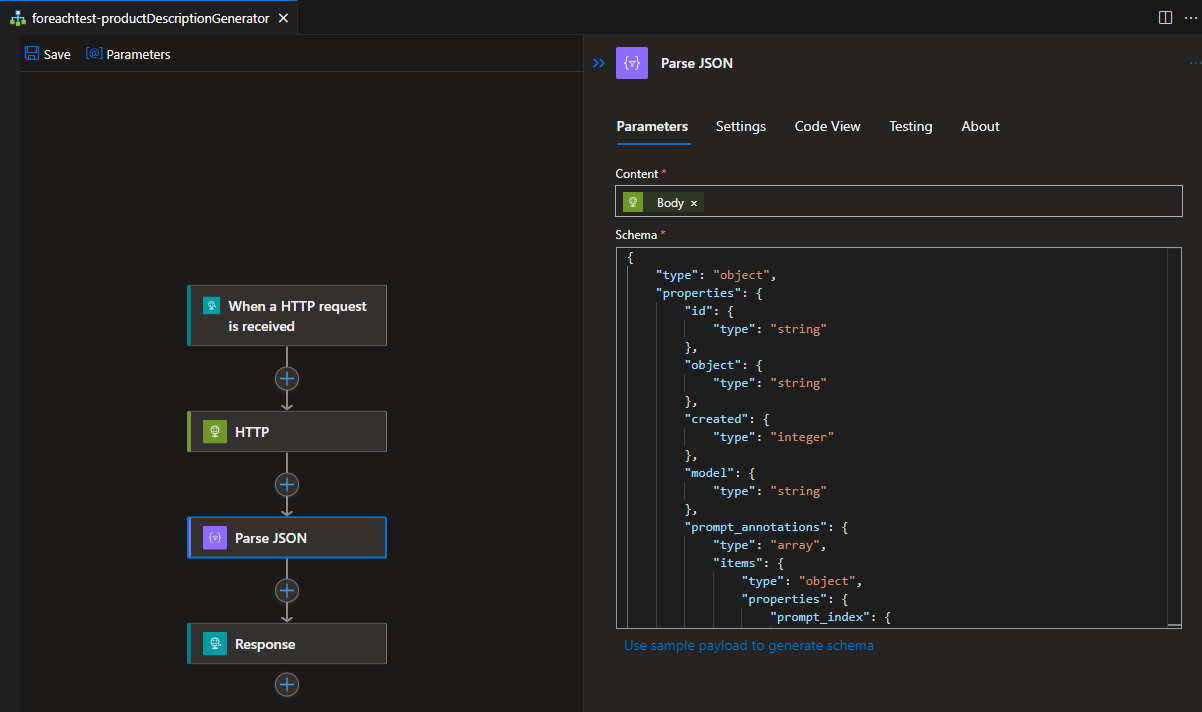 foreachtest-productDescriptionGenerator
Save
Parameters
When a HTTP request
is received
HTTP
Parse JSON
Response
Parse JSON
Parameters Settings Code View Testing About
Content *
Body ×
Schema *
{
"type": "object",
"properties": {
"id": {
"type": "string"
},
"object": {
"type": "string"
},
"created": {
"type": "integer"
},
"model": {
"type": "string"
},
"prompt_annotations": {
"type": "array",
"items": {
"type": "object",
"properties": {
"prompt_index": {
Use sample payload to generate schema